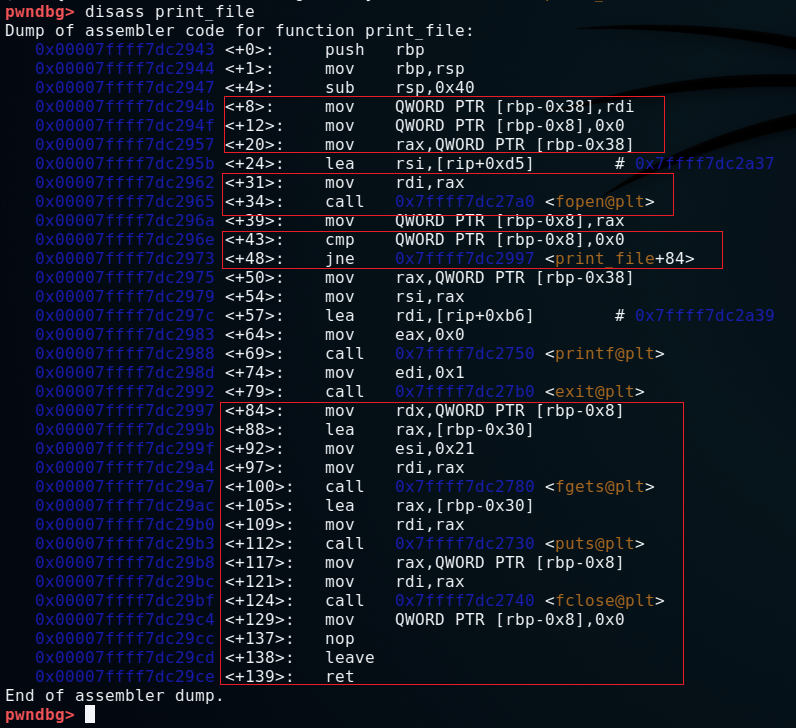 pwndbg> disass print_file
Dump of assembler code for function print_file:
0x00007ffff7dc2943 <+0>: push rbp
0x00007ffff7dc2944 <+1>: mov rbp,rsp
0x00007ffff7dc2947 <+4>: sub rsp,0x40
0x00007ffff7dc294b <+8>: mov QWORD PTR [rbp-0x38],rdi
0x00007ffff7dc294f <+12>: mov QWORD PTR [rbp-0x8],0x0
0x00007ffff7dc2957 <+20>: mov rax,QWORD PTR [rbp-0x38]
0x00007ffff7dc295b <+24>: lea rsi,[rip+0xd5] # 0x7ffff7dc2a37
0x00007ffff7dc2962 <+31>: mov rdi,rax
0x00007ffff7dc2965 <+34>: call 0x7ffff7dc27a0 <fopen@plt>
0x00007ffff7dc296a <+39>: mov QWORD PTR [rbp-0x8],rax
0x00007ffff7dc296e <+43>: cmp QWORD PTR [rbp-0x8],0x0
0x00007ffff7dc2973 <+48>: jne 0x7ffff7dc2997 <print_file+84>
0x00007ffff7dc2975 <+50>: mov rax,QWORD PTR [rbp-0x38]
0x00007ffff7dc2979 <+54>: mov rsi,rax
0x00007ffff7dc297c <+57>: lea rdi,[rip+0xb6] # 0x7ffff7dc2a39
0x00007ffff7dc2983 <+64>: mov eax,0x0
0x00007ffff7dc2988 <+69>: call 0x7ffff7dc2750 <printf@plt>
0x00007ffff7dc298d <+74>: mov edi,0x1
0x00007ffff7dc2992 <+79>: call 0x7ffff7dc27b0 <exit@plt>
0x00007ffff7dc2997 <+84>: mov rdx,QWORD PTR [rbp-0x8]
0x00007ffff7dc299b <+88>: lea rax,[rbp-0x30]
0x00007ffff7dc299f <+92>: mov esi,0x21
0x00007ffff7dc29a4 <+97>: mov rdi,rax
0x00007ffff7dc29a7 <+100>: call 0x7ffff7dc2780 <fgets@plt>
0x00007ffff7dc29ac <+105>: lea rax,[rbp-0x30]
0x00007ffff7dc29b0 <+109>: mov rdi,rax
0x00007ffff7dc29b3 <+112>: call 0x7ffff7dc2730 <puts@plt>
0x00007ffff7dc29b8 <+117>: mov rax,QWORD PTR [rbp-0x8]
0x00007ffff7dc29bc <+121>: mov rdi,rax
0x00007ffff7dc29bf <+124>: call 0x7ffff7dc2740 <fclose@plt>
0x00007ffff7dc29c4 <+129>: mov QWORD PTR [rbp-0x8],0x0
0x00007ffff7dc29cc <+137>: nop
0x00007ffff7dc29cd <+138>: leave
0x00007ffff7dc29ce <+139>: ret
End of assembler dump.
pwndbg>